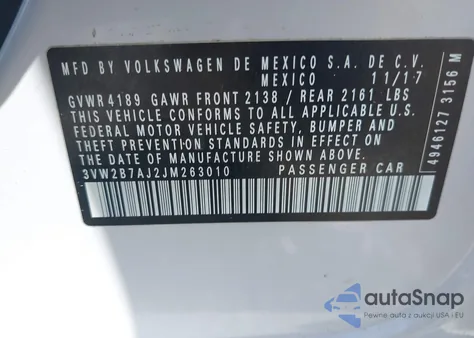 MFD BY VOLKSWAGEN DE MEXICO S.A. DE C.V.
MEXICO 11/17
GVWR 4189 GAWR FRONT 2138 / REAR 2161 LBS
THIS VEHICLE CONFORMS TO ALL APPLICABLE
FEDERAL MOTOR VEHICLE SAFETY, BUMPER AND
THEFT PREVENTION STANDARDS IN EFFECT ON
THE DATE OF MANUFACTURE SHOWN ABOVE.
3VW2B7AJ2JM263010 PASSENGER CAR
4946127 3156 M
autoSnap
Pewne auta z aukcji USA i EU